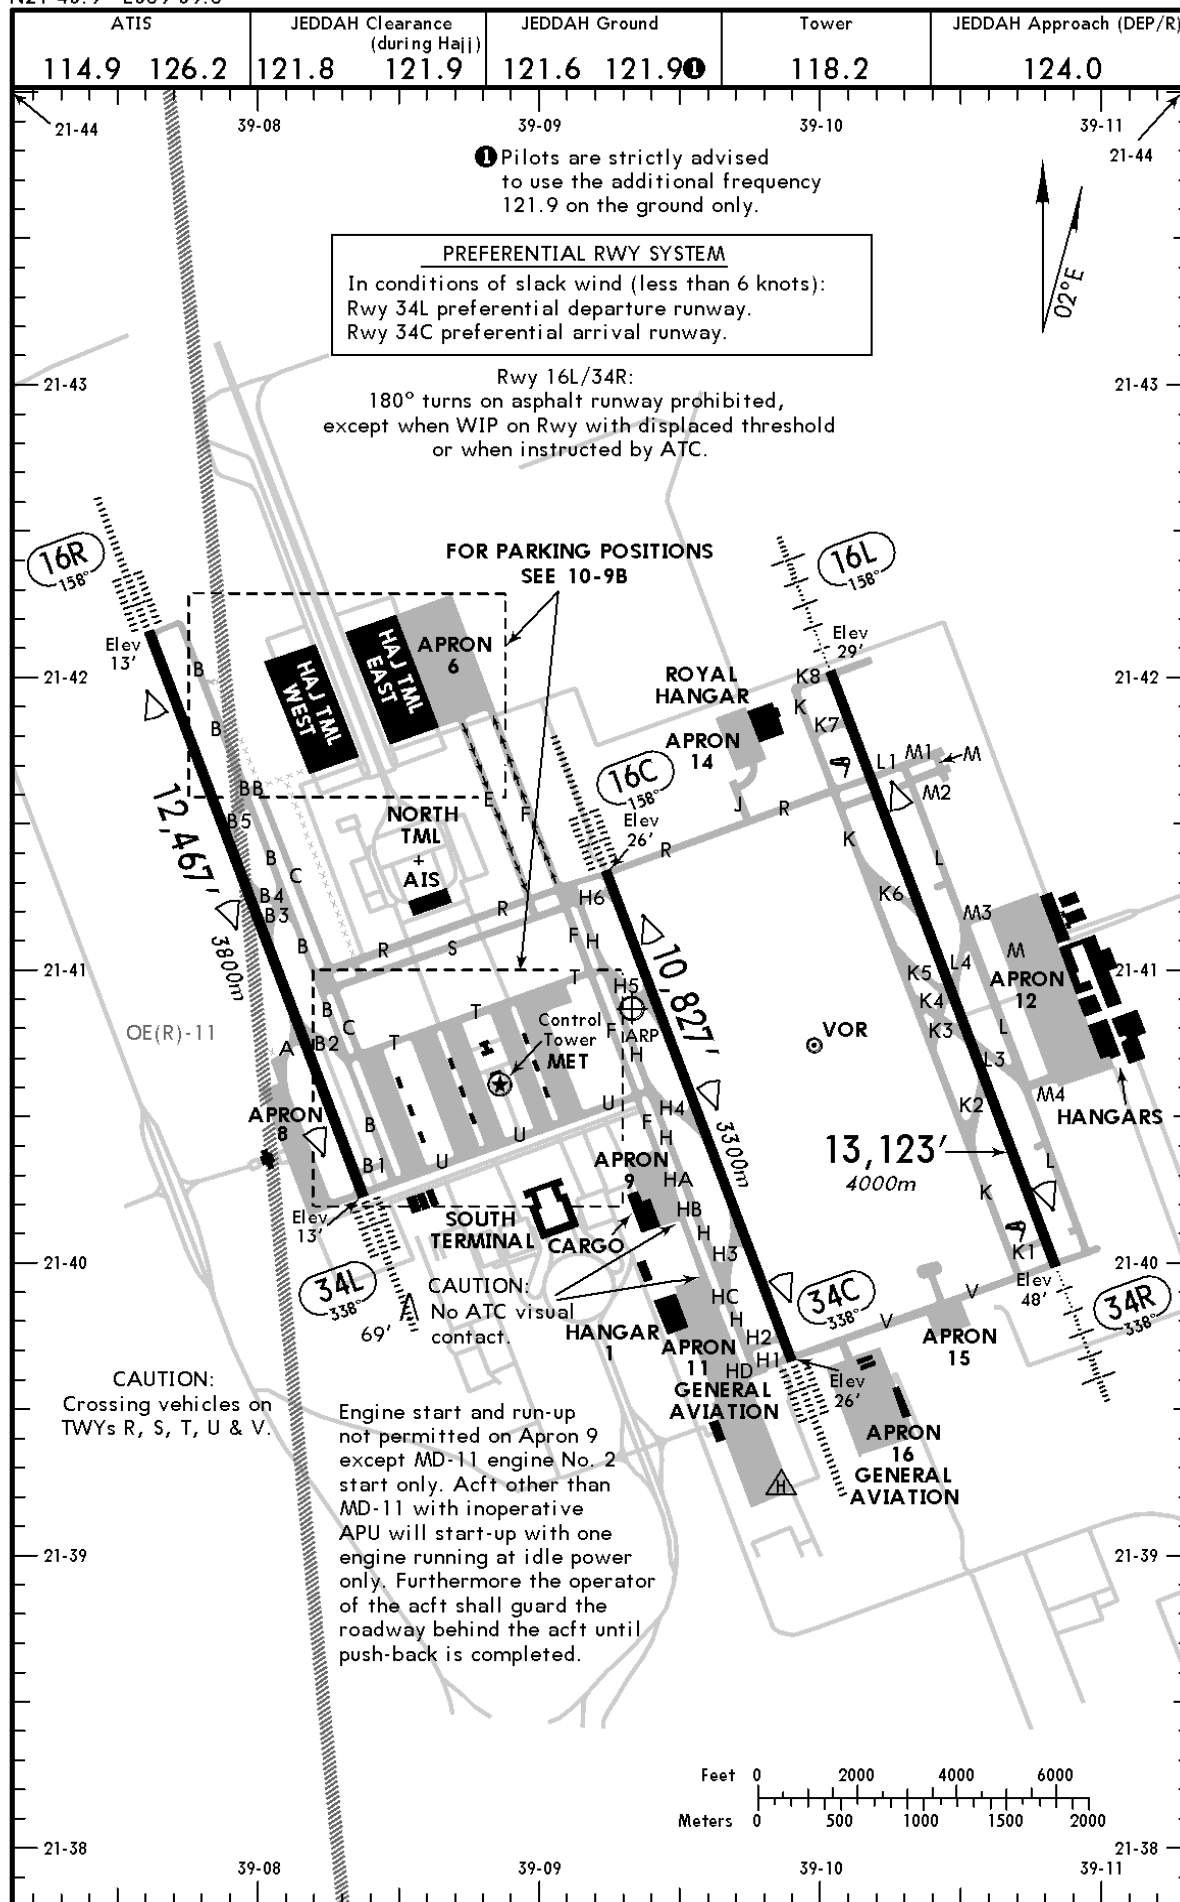 ATIS
JEDDAH Clearance
(during Hajj)
JEDDAH Ground
Tower
JEDDAH Approach (DEP/R)
114.9 126.2
121.8 121.9
121.6 121.9 ❶
118.2
124.0
21-44
39-08
39-09
39-10
39-11
21-44
❶ Pilots are strictly advised
to use the additional frequency
121.9 on the ground only.
02°E
PREFERENTIAL RWY SYSTEM
In conditions of slack wind (less than 6 knots):
Rwy 34L preferential departure runway.
Rwy 34C preferential arrival runway.
21-43
21-43
Rwy 16L/34R:
180° turns on asphalt runway prohibited,
except when WIP on Rwy with displaced threshold
or when instructed by ATC.
16R
158°
Elev
13'
FOR PARKING POSITIONS
SEE 10-9B
16L
158°
Elev
29'
HAJ TML
WEST
HAJ TML
EAST
APRON
6
ROYAL
HANGAR
APRON
14
21-42
21-42
B
B
BB
B5
B
C
B4
B3
B
12,467'
3800m
NORTH
TML
+
AIS
E
F
16C
158°
Elev
26'
J
R
R
K8
K
K7
L1
M1
M
M2
K
L
K6
M3
M
R
R
S
H6
F
H
T
H5
10,827'
3300m
K5
L4
K4
K3
L
L3
APRON
12
21-41
21-41
OE(R)-11
A
B
B2
C
T
T
Control
Tower
MET
F
ARP
H
VOR
HANGARS
M4
K2
APRON
8
B
B1
U
U
U
H4
F
H
APRON
9
HA
HB
H
H3
13,123'
4000m
K
L
K1
Elev
48'
Elev
13'
SOUTH
TERMINAL
CARGO
21-40
21-40
34L
338°
69'
CAUTION:
No ATC visual
contact.
HANGAR
1
APRON
11
GENERAL
AVIATION
HC
H
H2
HD
H1
34C
338°
Elev
26'
V
V
APRON
15
34R
338°
APRON
16
GENERAL
AVIATION
H
CAUTION:
Crossing vehicles on
TWYs R, S, T, U & V.
Engine start and run-up
not permitted on Apron 9
except MD-11 engine No. 2
start only. Acft other than
MD-11 with inoperative
APU will start-up with one
engine running at idle power
only. Furthermore the operator
of the acft shall guard the
roadway behind the acft until
push-back is completed.
21-39
21-39
Feet 0 2000 4000 6000
Meters 0 500 1000 1500 2000
21-38
21-38
39-08
39-09
39-10
39-11